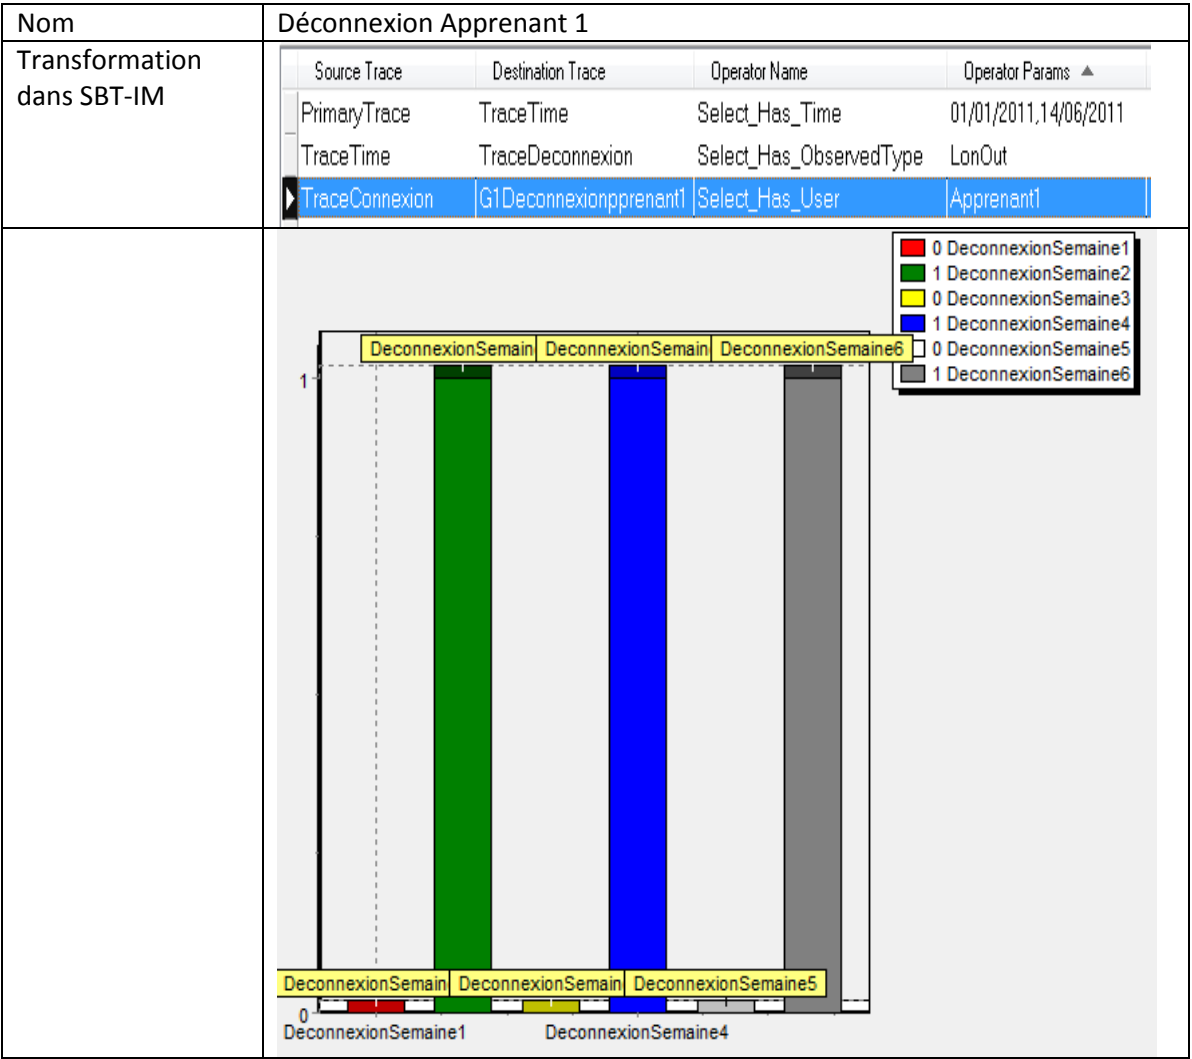 Nom
Déconnexion Apprenant 1
Transformation
dans SBT-IM
Source Trace Destination Trace Operator Name Operator Params
PrimaryTrace TraceTime Select_Has_Time 01/01/2011,14/06/2011
TraceTime TraceDeconnexion Select_Has_ObservedType LonOut
TraceConnexion G1Deconnexionpprenant1 Select_Has_User Apprenant1
0 DeconnexionSemaine1
1 DeconnexionSemaine2
0 DeconnexionSemaine3
1 DeconnexionSemaine4
0 DeconnexionSemaine5
1 DeconnexionSemaine6
DeconnexionSemain DeconnexionSemain DeconnexionSemaine6
1
DeconnexionSemain DeconnexionSemain DeconnexionSemaine5
0
DeconnexionSemaine1 DeconnexionSemaine4